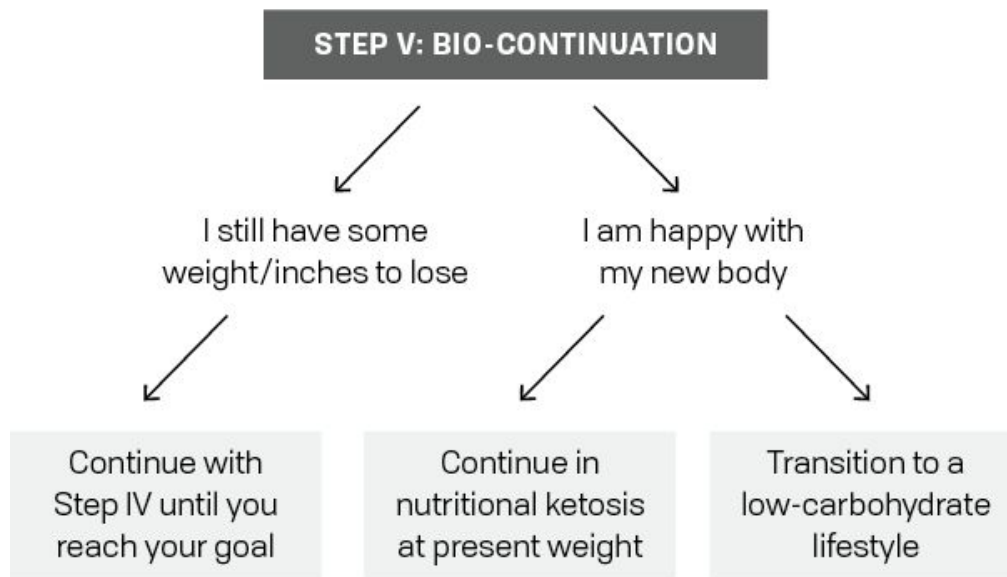 STEP V: BIO-CONTINUATION
I still have some
weight/inches to lose
I am happy with
my new body
Continue with
Step IV until you
reach your goal
Continue in
nutritional ketosis
at present weight
Transition to a
low-carbohydrate
lifestyle